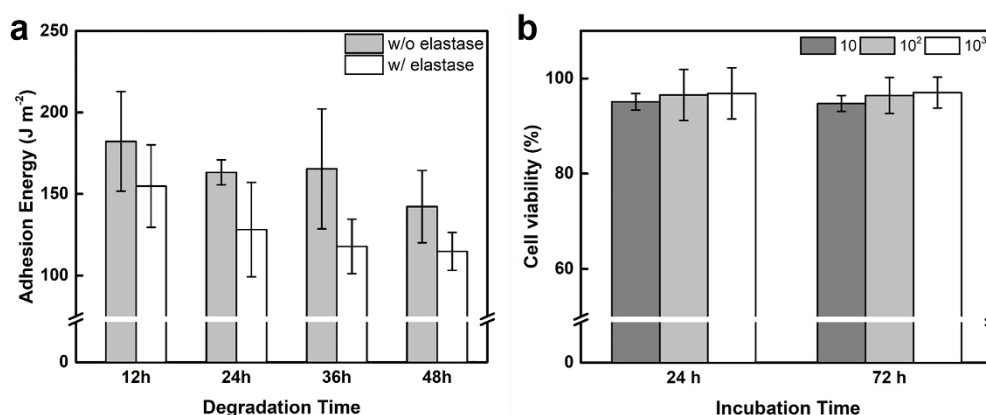 a
250
200
150
100
0
Adhesion Energy (J m⁻²)
w/o elastase
w/ elastase
12h 24h 36h 48h
Degradation Time
b
100
80
60
0
Cell viability (%)
10 10² 10³
24 h 72 h
Incubation Time